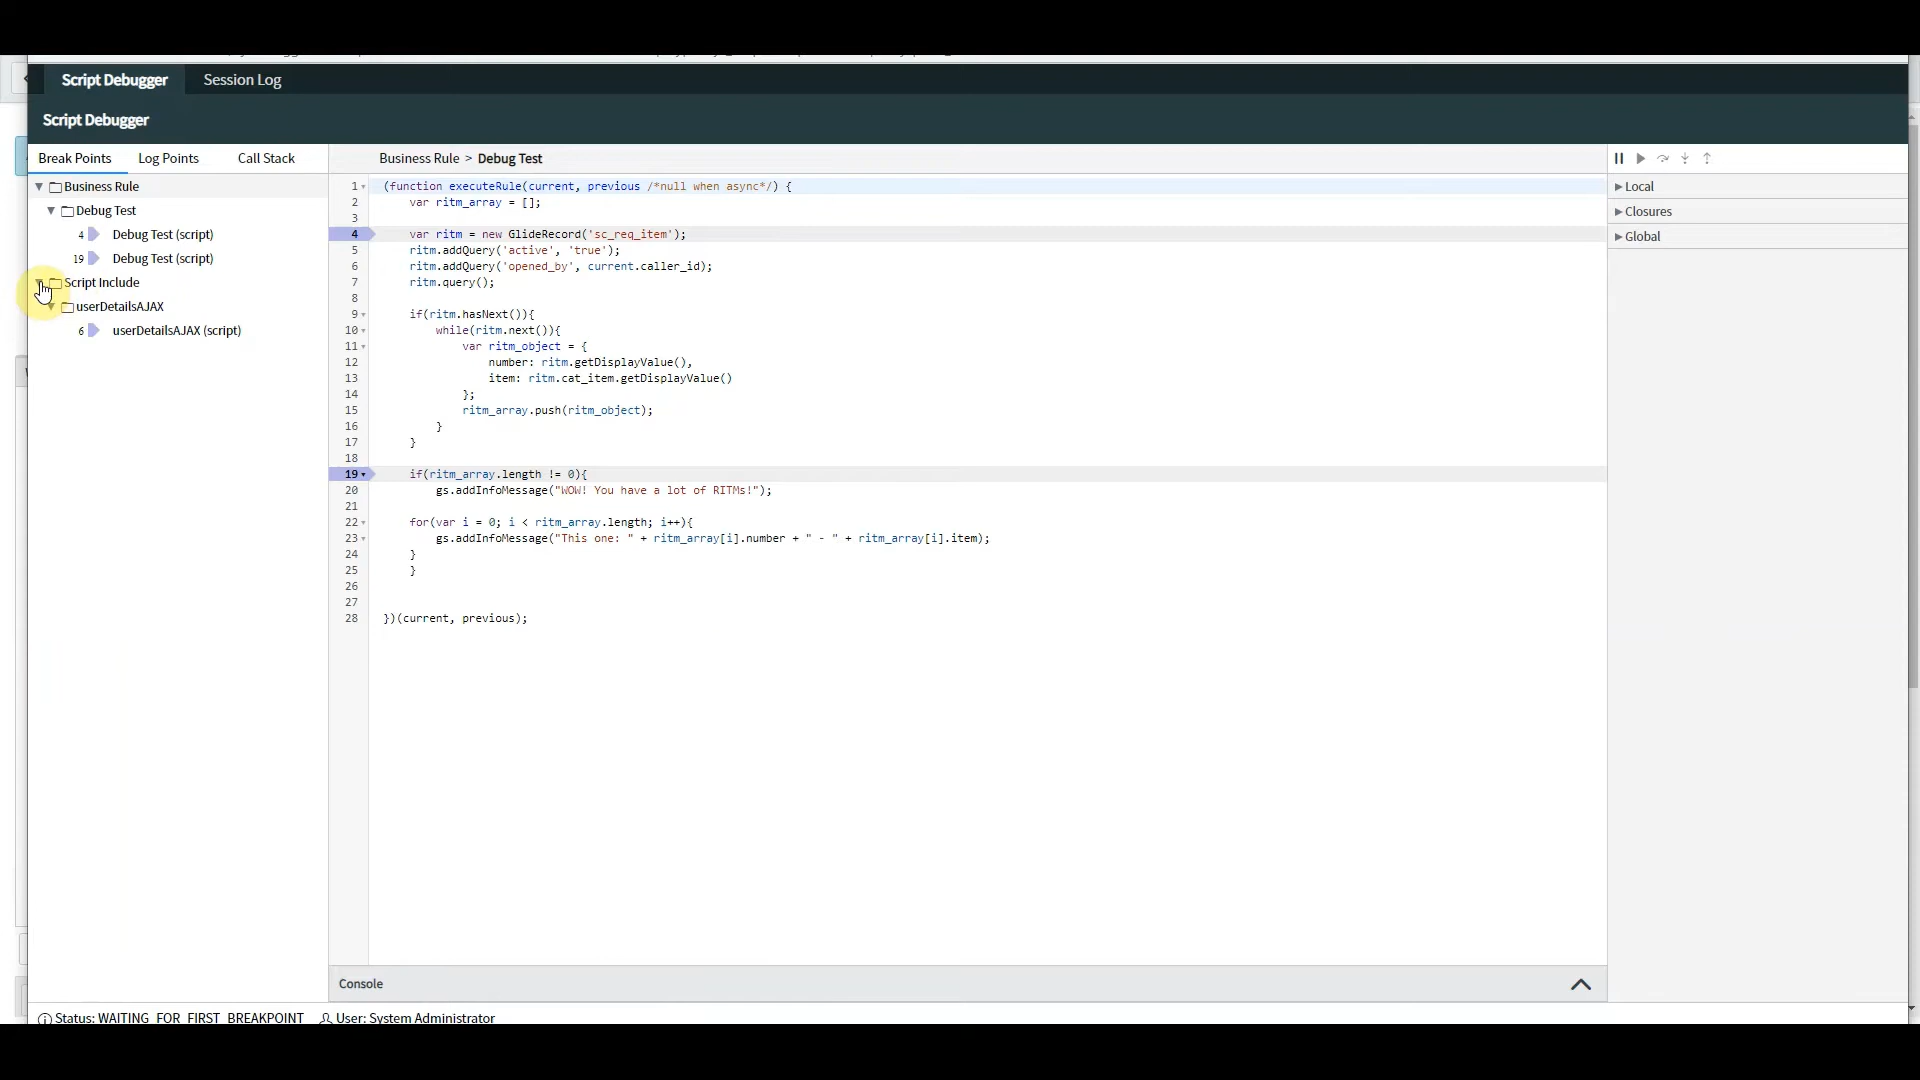 Script Debugger
Session Log
Script Debugger
Break Points
Log Points
Call Stack
Business Rule
Debug Test
4 Debug Test (script)
19 Debug Test (script)
Script Include
userDetailsAJAX
6 userDetailsAJAX (script)
Business Rule > Debug Test
1 (function executeRule(current, previous /*null when async*/) {
2 var ritm_array = [];
3
4 var ritm = new GlideRecord('sc_req_item');
5 ritm.addQuery('active', 'true');
6 ritm.addQuery('opened_by', current.caller_id);
7 ritm.query();
8
9 if(ritm.hasNext()){
10 while(ritm.next()){
11 var ritm_object = {
12 number: ritm.getDisplayValue(),
13 item: ritm.cat_item.getDisplayValue()
14 };
15 ritm_array.push(ritm_object);
16 }
17 }
18
19 if(ritm_array.length != 0){
20 gs.addInfoMessage("WOW! You have a lot of RITMs!");
21
22 for(var i = 0; i < ritm_array.length; i++){
23 gs.addInfoMessage("This one: " + ritm_array[i].number + " - " + ritm_array[i].item);
24 }
25 }
26
27
28 })(current, previous);
Local
Closures
Global
Console
Status: WAITING_FOR_FIRST_BREAKPOINT User: System Administrator